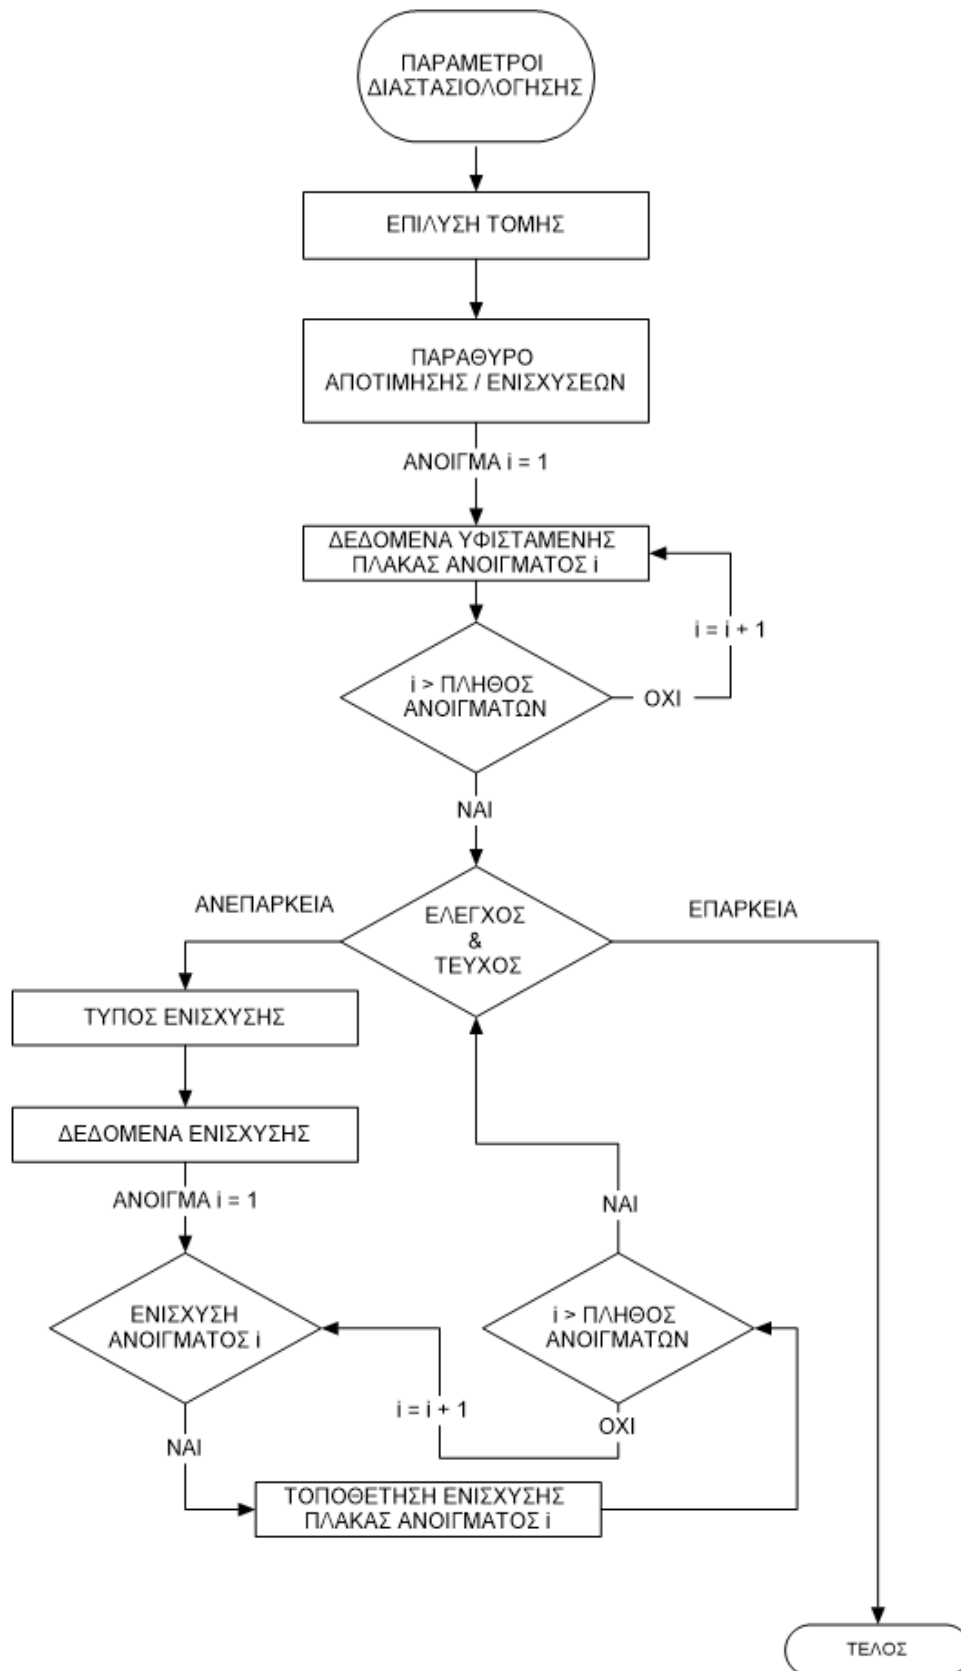 ΠΑΡΑΜΕΤΡΟΙ
ΔΙΑΣΤΑΣΙΟΛΟΓΗΣΗΣ
ΕΠΙΛΥΣΗ ΤΟΜΗΣ
ΠΑΡΑΘΥΡΟ
ΑΠΟΤΙΜΗΣΗΣ / ΕΝΙΣΧΥΣΕΩΝ
ΑΝΟΙΓΜΑ i = 1
ΔΕΔΟΜΕΝΑ ΥΦΙΣΤΑΜΕΝΗΣ
ΠΛΑΚΑΣ ΑΝΟΙΓΜΑΤΟΣ i
i = i + 1
i > ΠΛΗΘΟΣ
ΑΝΟΙΓΜΑΤΩΝ
ΟΧΙ
ΝΑΙ
ΑΝΕΠΑΡΚΕΙΑ
ΕΛΕΓΧΟΣ
&
ΤΕΥΧΟΣ
ΕΠΑΡΚΕΙΑ
ΤΥΠΟΣ ΕΝΙΣΧΥΣΗΣ
ΔΕΔΟΜΕΝΑ ΕΝΙΣΧΥΣΗΣ
ΑΝΟΙΓΜΑ i = 1
ΝΑΙ
ΕΝΙΣΧΥΣΗ
ΑΝΟΙΓΜΑΤΟΣ i
i > ΠΛΗΘΟΣ
ΑΝΟΙΓΜΑΤΩΝ
i = i + 1
ΟΧΙ
ΝΑΙ
ΤΟΠΟΘΕΤΗΣΗ ΕΝΙΣΧΥΣΗΣ
ΠΛΑΚΑΣ ΑΝΟΙΓΜΑΤΟΣ i
ΤΕΛΟΣ